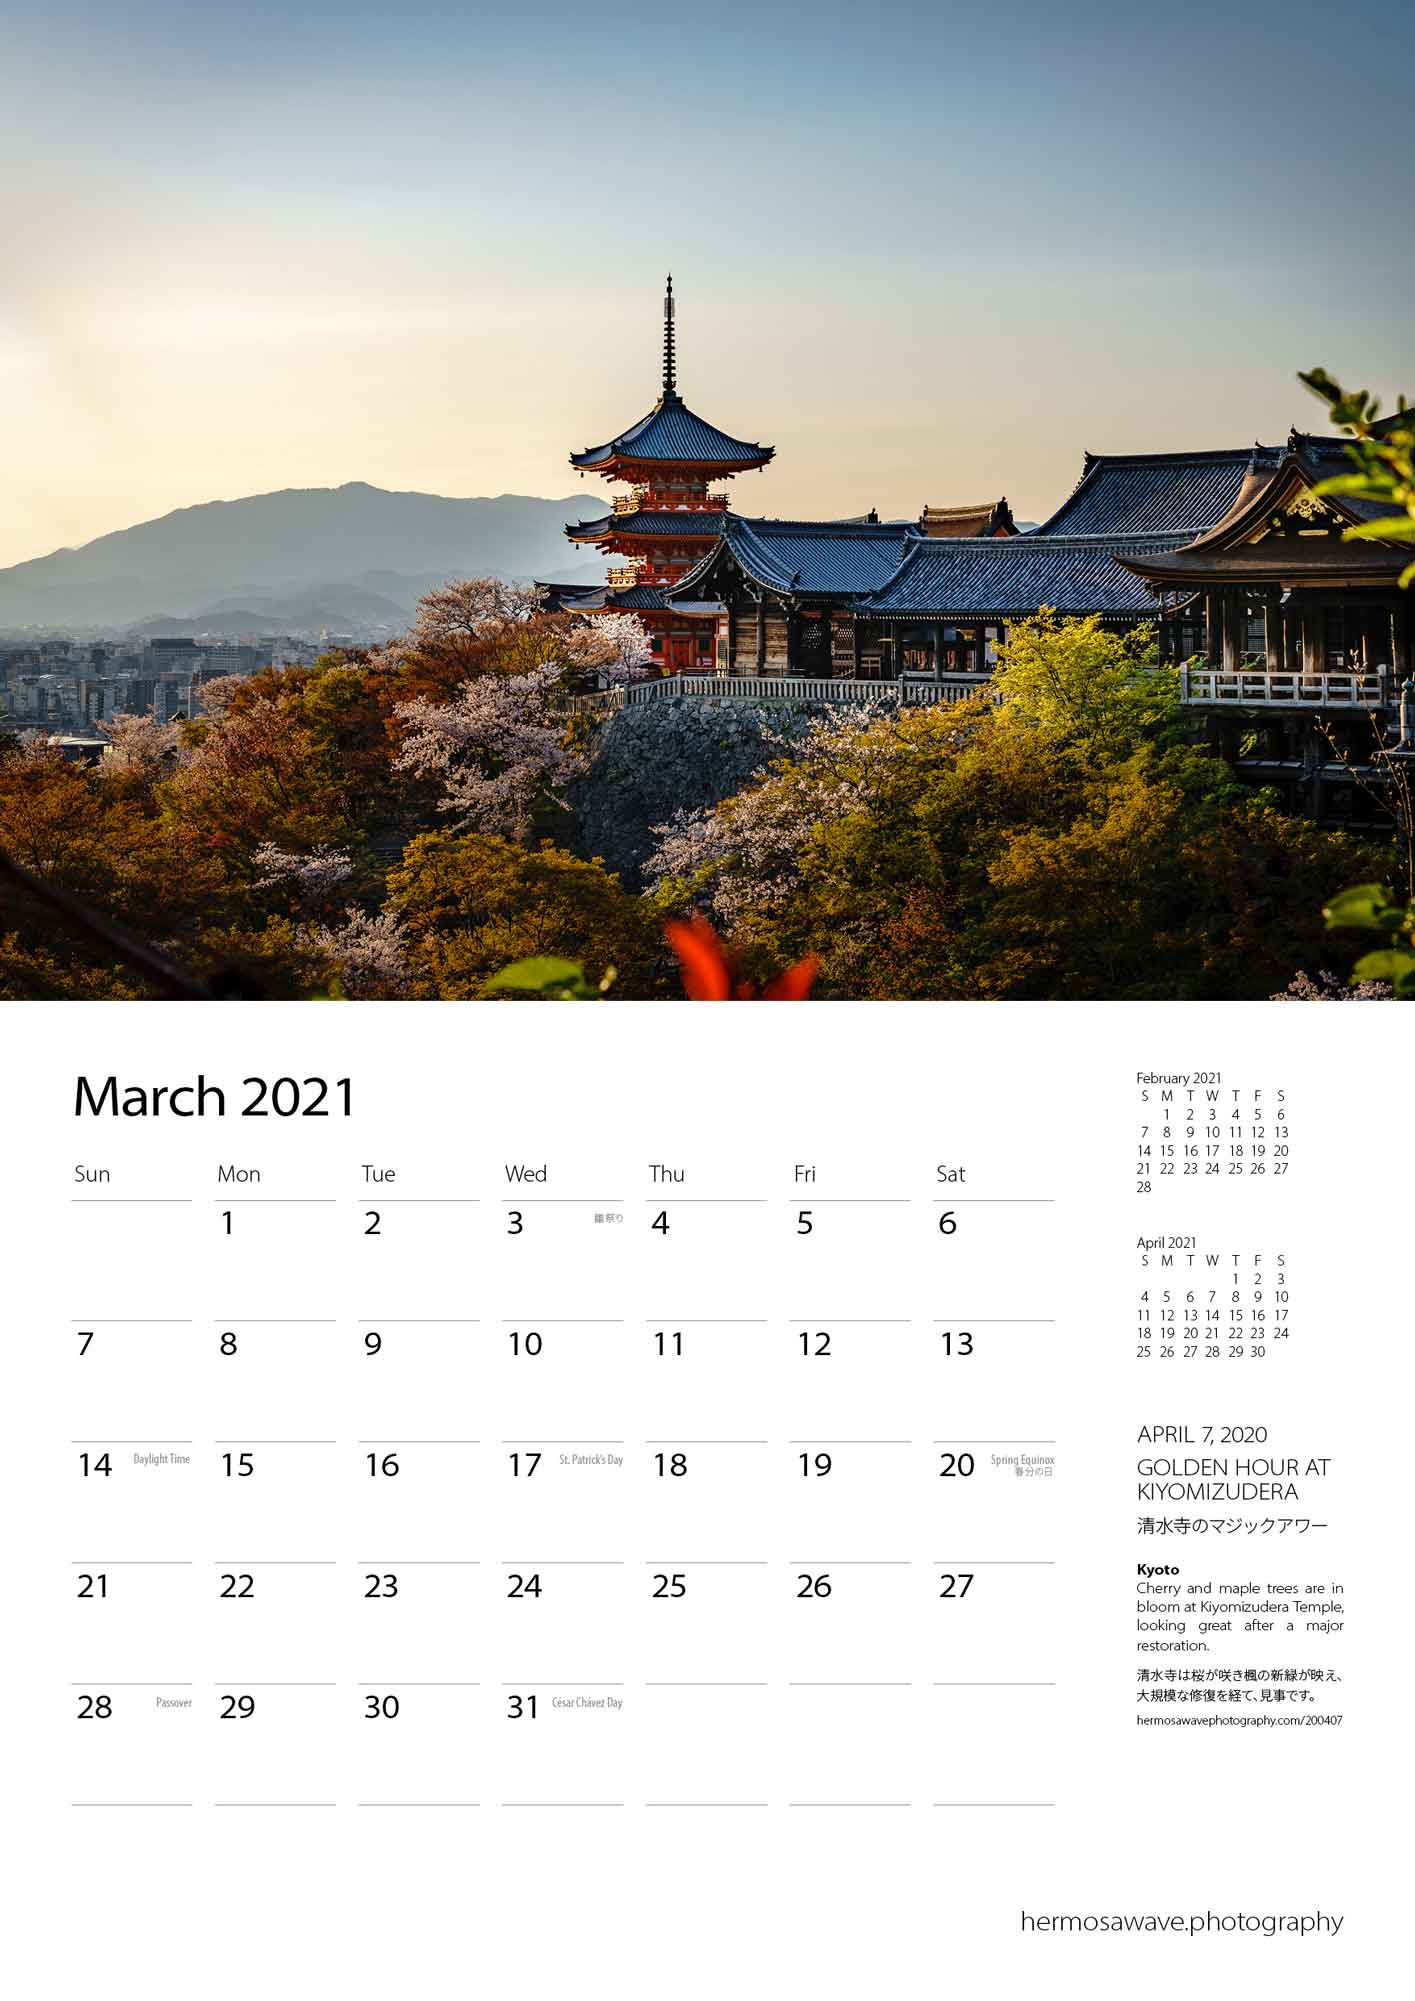 March 2021
Sun Mon Tue Wed Thu Fri Sat
1 2 3 雛祭り 4 5 6
7 8 9 10 11 12 13
14 Daylight Time 15 16 17 St. Patrick's Day 18 19 20 Spring Equinox
春分の日
21 22 23 24 25 26 27
28 Passover 29 30 31 César Chávez Day
February 2021
S M T W T F S
1 2 3 4 5 6
7 8 9 10 11 12 13
14 15 16 17 18 19 20
21 22 23 24 25 26 27
28
April 2021
S M T W T F S
1 2 3
4 5 6 7 8 9 10
11 12 13 14 15 16 17
18 19 20 21 22 23 24
25 26 27 28 29 30
APRIL 7, 2020
GOLDEN HOUR AT
KIYOMIZUDERA
清水寺のマジックアワー
Kyoto
Cherry and maple trees are in
bloom at Kiyomizudera Temple,
looking great after a major
restoration.
清水寺は桜が咲き楓の新緑が映え、
大規模な修復を経て、見事です。
hermosawavephotography.com/200407
hermosawave.photography